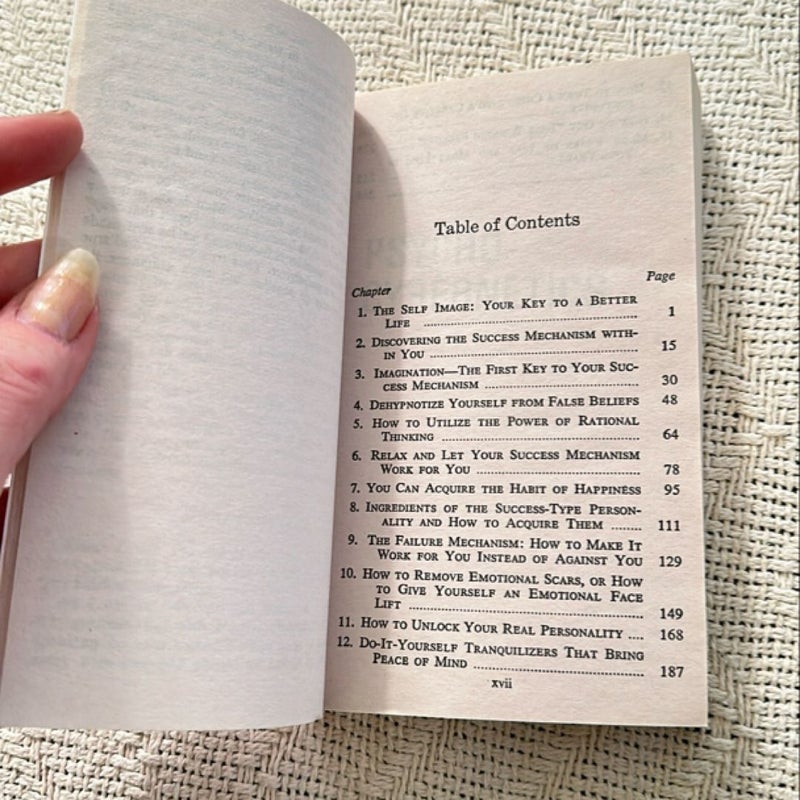 Table of Contents
Chapter Page
1. THE SELF IMAGE: YOUR KEY TO A BETTER
LIFE ........................................ 1
2. DISCOVERING THE SUCCESS MECHANISM WITH-
IN YOU ........................................ 15
3. IMAGINATION—THE FIRST KEY TO YOUR SUC-
CESS MECHANISM ............................ 30
4. DEHYPNOTIZE YOURSELF FROM FALSE BELIEFS 48
5. HOW TO UTILIZE THE POWER OF RATIONAL
THINKING ........................................ 64
6. RELAX AND LET YOUR SUCCESS MECHANISM
WORK FOR YOU ................................ 78
7. YOU CAN ACQUIRE THE HABIT OF HAPPINESS 95
8. INGREDIENTS OF THE SUCCESS-TYPE PERSON-
ALITY AND HOW TO ACQUIRE THEM ........ 111
9. THE FAILURE MECHANISM: HOW TO MAKE IT
WORK FOR YOU INSTEAD OF AGAINST YOU 129
10. HOW TO REMOVE EMOTIONAL SCARS, OR HOW
TO GIVE YOURSELF AN EMOTIONAL FACE
LIFT ........................................ 149
11. HOW TO UNLOCK YOUR REAL PERSONALITY .... 168
12. DO-IT-YOURSELF TRANQUILIZERS THAT BRING
PEACE OF MIND ................................ 187
xvii